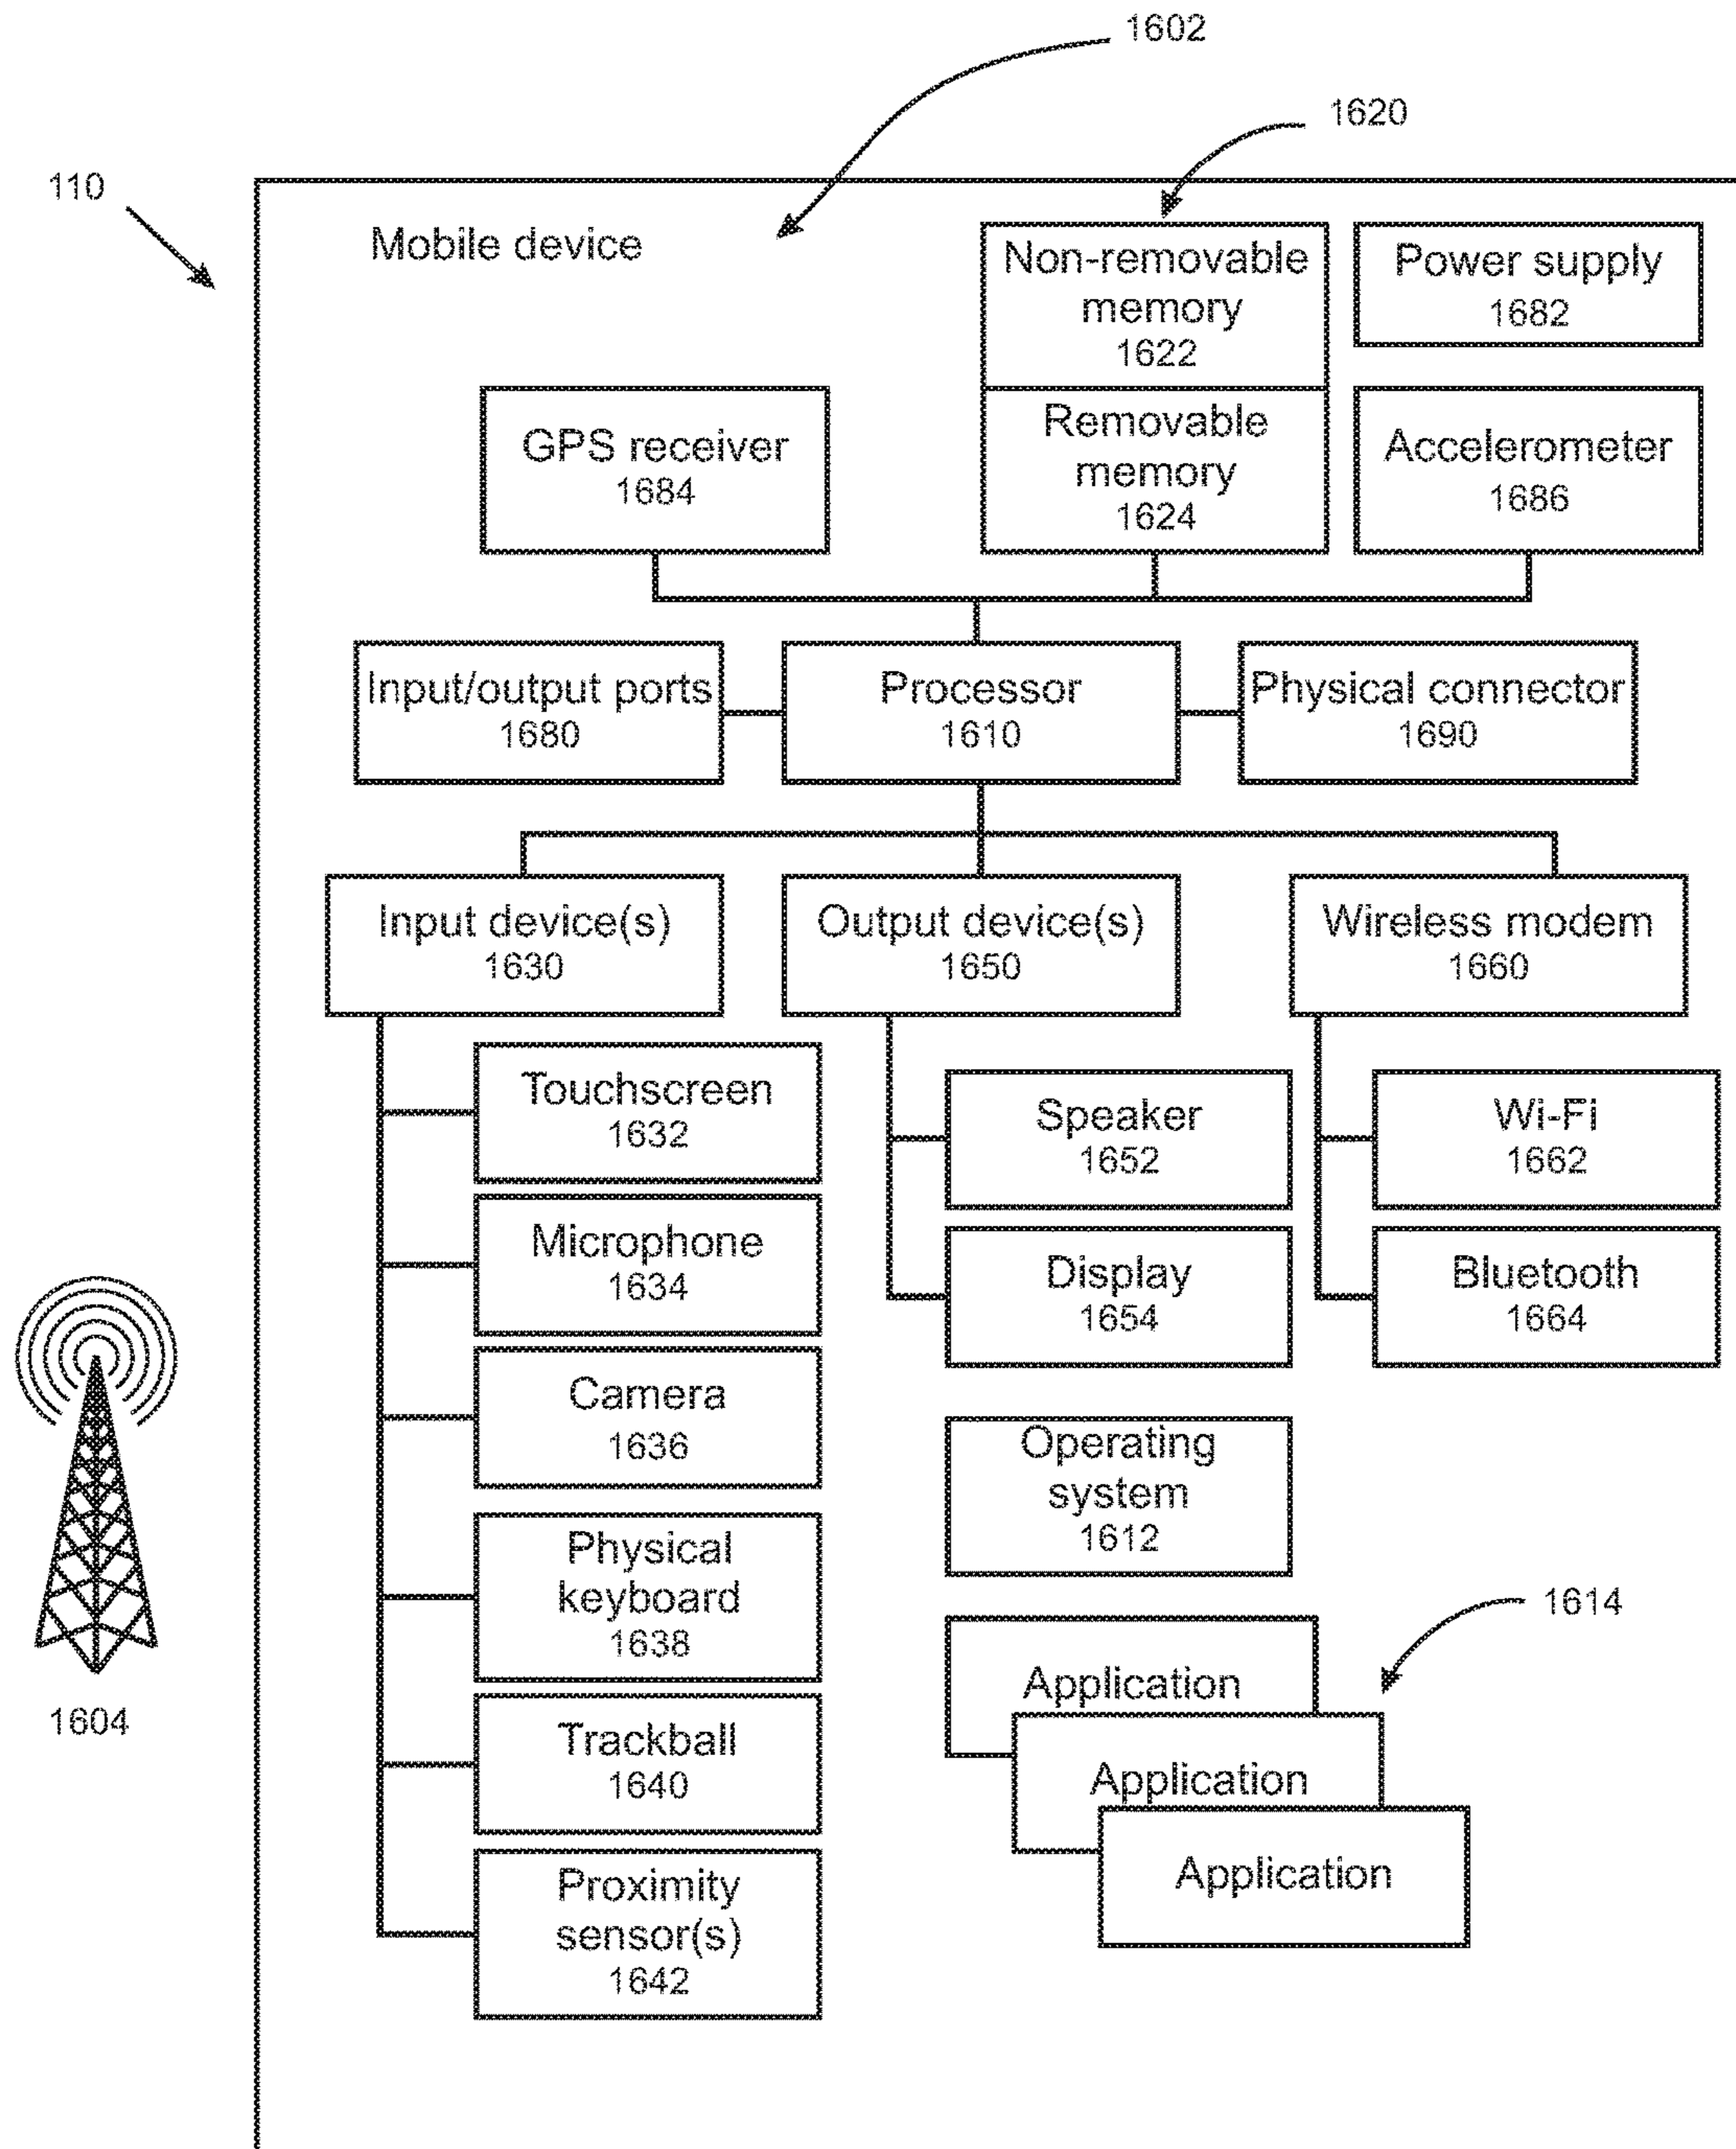 1602
1620
110
Mobile device
Non-removable
memory
1622
Power supply
1682
GPS receiver
1684
Removable
memory
1624
Accelerometer
1686
Input/output ports
1680
Processor
1610
Physical connector
1690
Input device(s)
1630
Output device(s)
1650
Wireless modem
1660
Touchscreen
1632
Speaker
1652
Wi-Fi
1662
Microphone
1634
Display
1654
Bluetooth
1664
Camera
1636
Operating
system
1612
Physical
keyboard
1638
1614
Application
Application
Application
Trackball
1640
Proximity
sensor(s)
1642
1604